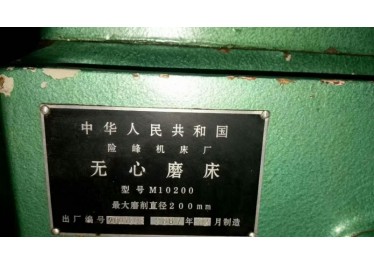 中华人民共和国
险峰机床厂
无心磨床
型号M10200
最大磨削直径200mm
出厂编号 年 月制造